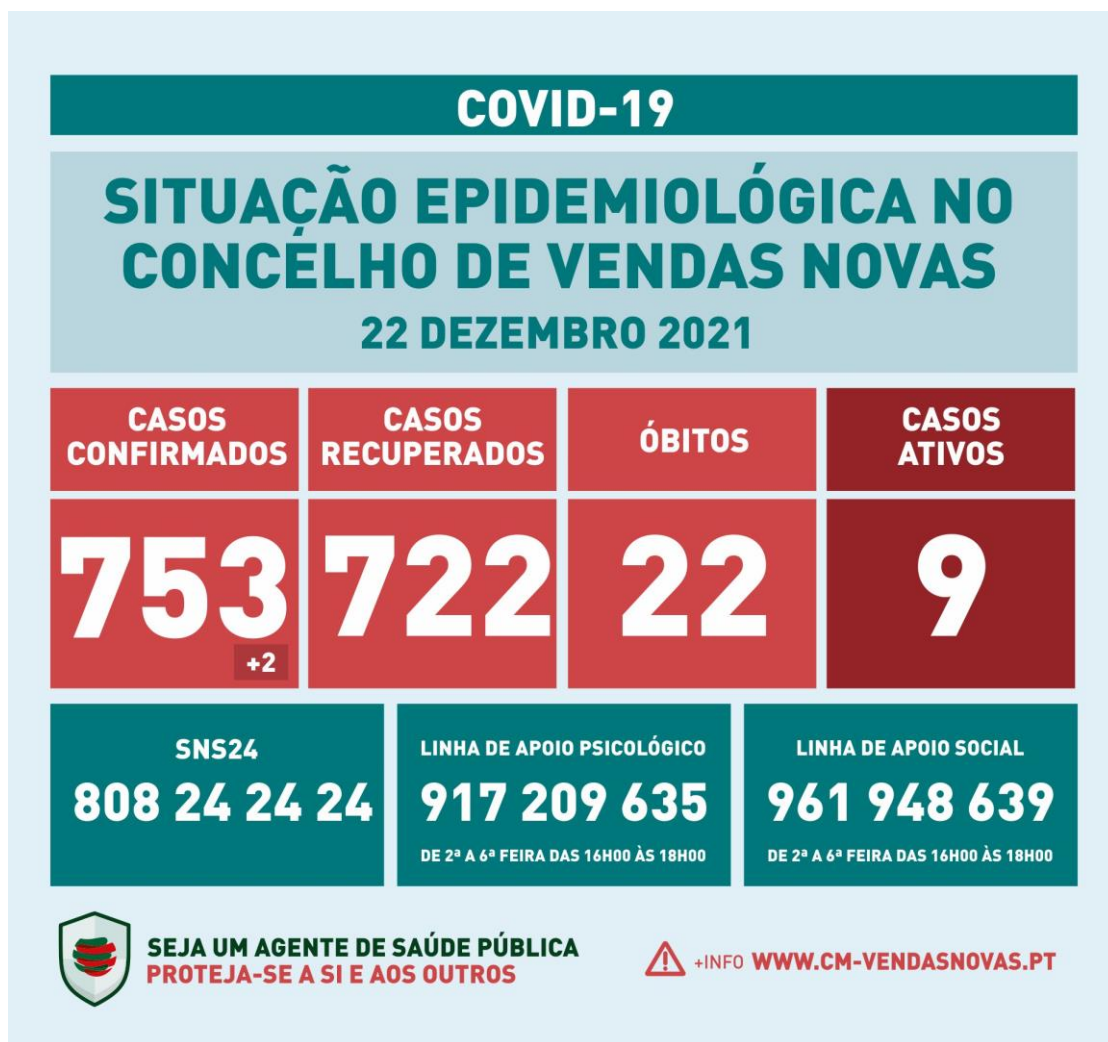 COVID-19
SITUAÇÃO EPIDEMIOLÓGICA NO
CONCELHO DE VENDAS NOVAS
22 DEZEMBRO 2021
CASOS
CONFIRMADOS
753
+2
CASOS
RECUPERADOS
722
ÓBITOS
22
CASOS
ATIVOS
9
SNS24
808 24 24 24
LINHA DE APOIO PSICOLÓGICO
917 209 635
DE 2ª A 6ª FEIRA DAS 16H00 ÀS 18H00
LINHA DE APOIO SOCIAL
961 948 639
DE 2ª A 6ª FEIRA DAS 16H00 ÀS 18H00
SEJA UM AGENTE DE SAÚDE PÚBLICA
PROTEJA-SE A SI E AOS OUTROS
+INFO WWW.CM-VENDASNOVAS.PT